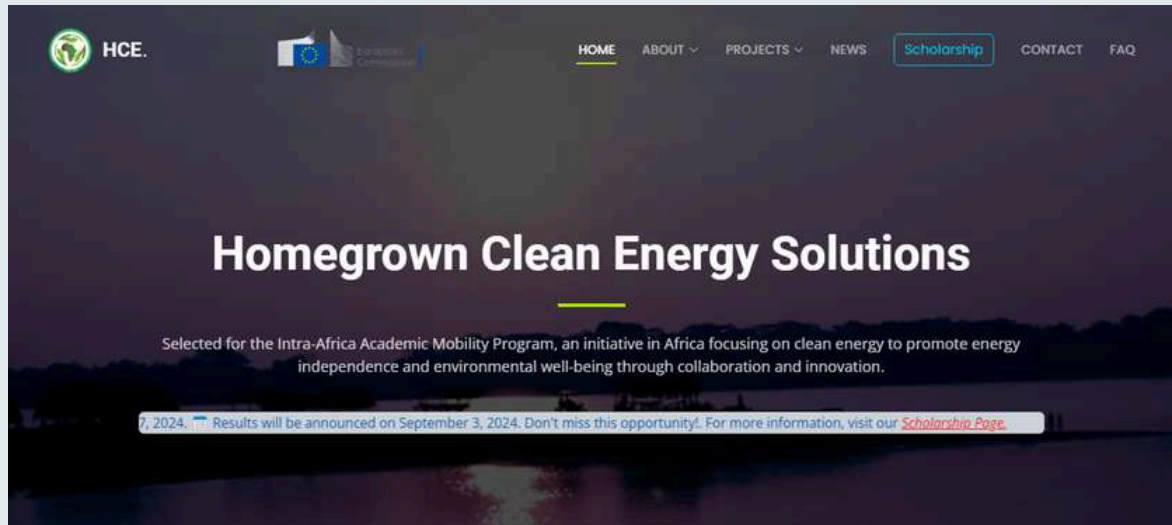 HCE.
European
Commission
HOME ABOUT PROJECTS NEWS Scholarship CONTACT FAQ
Homegrown Clean Energy Solutions
Selected for the Intra-Africa Academic Mobility Program, an initiative in Africa focusing on clean energy to promote energy
independence and environmental well-being through collaboration and innovation.
7, 2024. Results will be announced on September 3, 2024. Don't miss this opportunity!. For more information, visit our Scholarship Page.